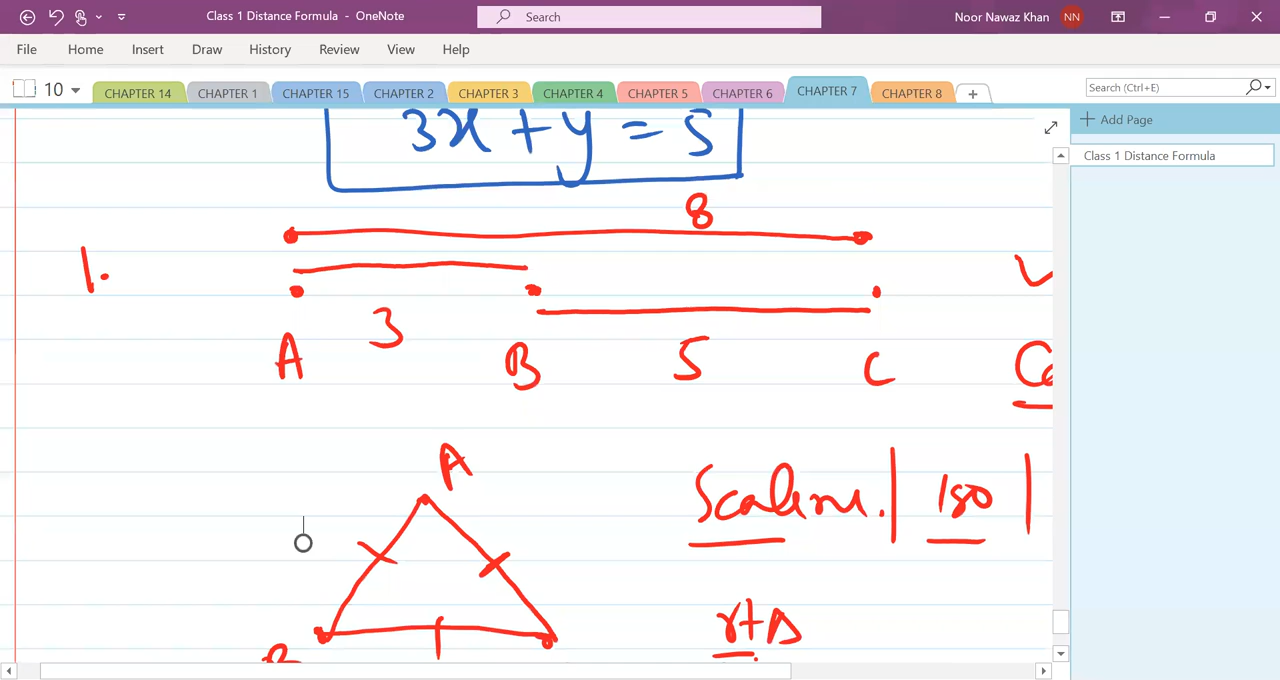 Class 1 Distance Formula - OneNote
Search
Noor Nawaz Khan NN
File Home Insert Draw History Review View Help
10 CHAPTER 14 CHAPTER 1 CHAPTER 15 CHAPTER 2 CHAPTER 3 CHAPTER 4 CHAPTER 5 CHAPTER 6 CHAPTER 7 CHAPTER 8
Search (Ctrl+E)
Add Page
Class 1 Distance Formula
3x + y = 5
8
1.
3 5
A B C
A
Scalene. | Iso |
rt Δ
B